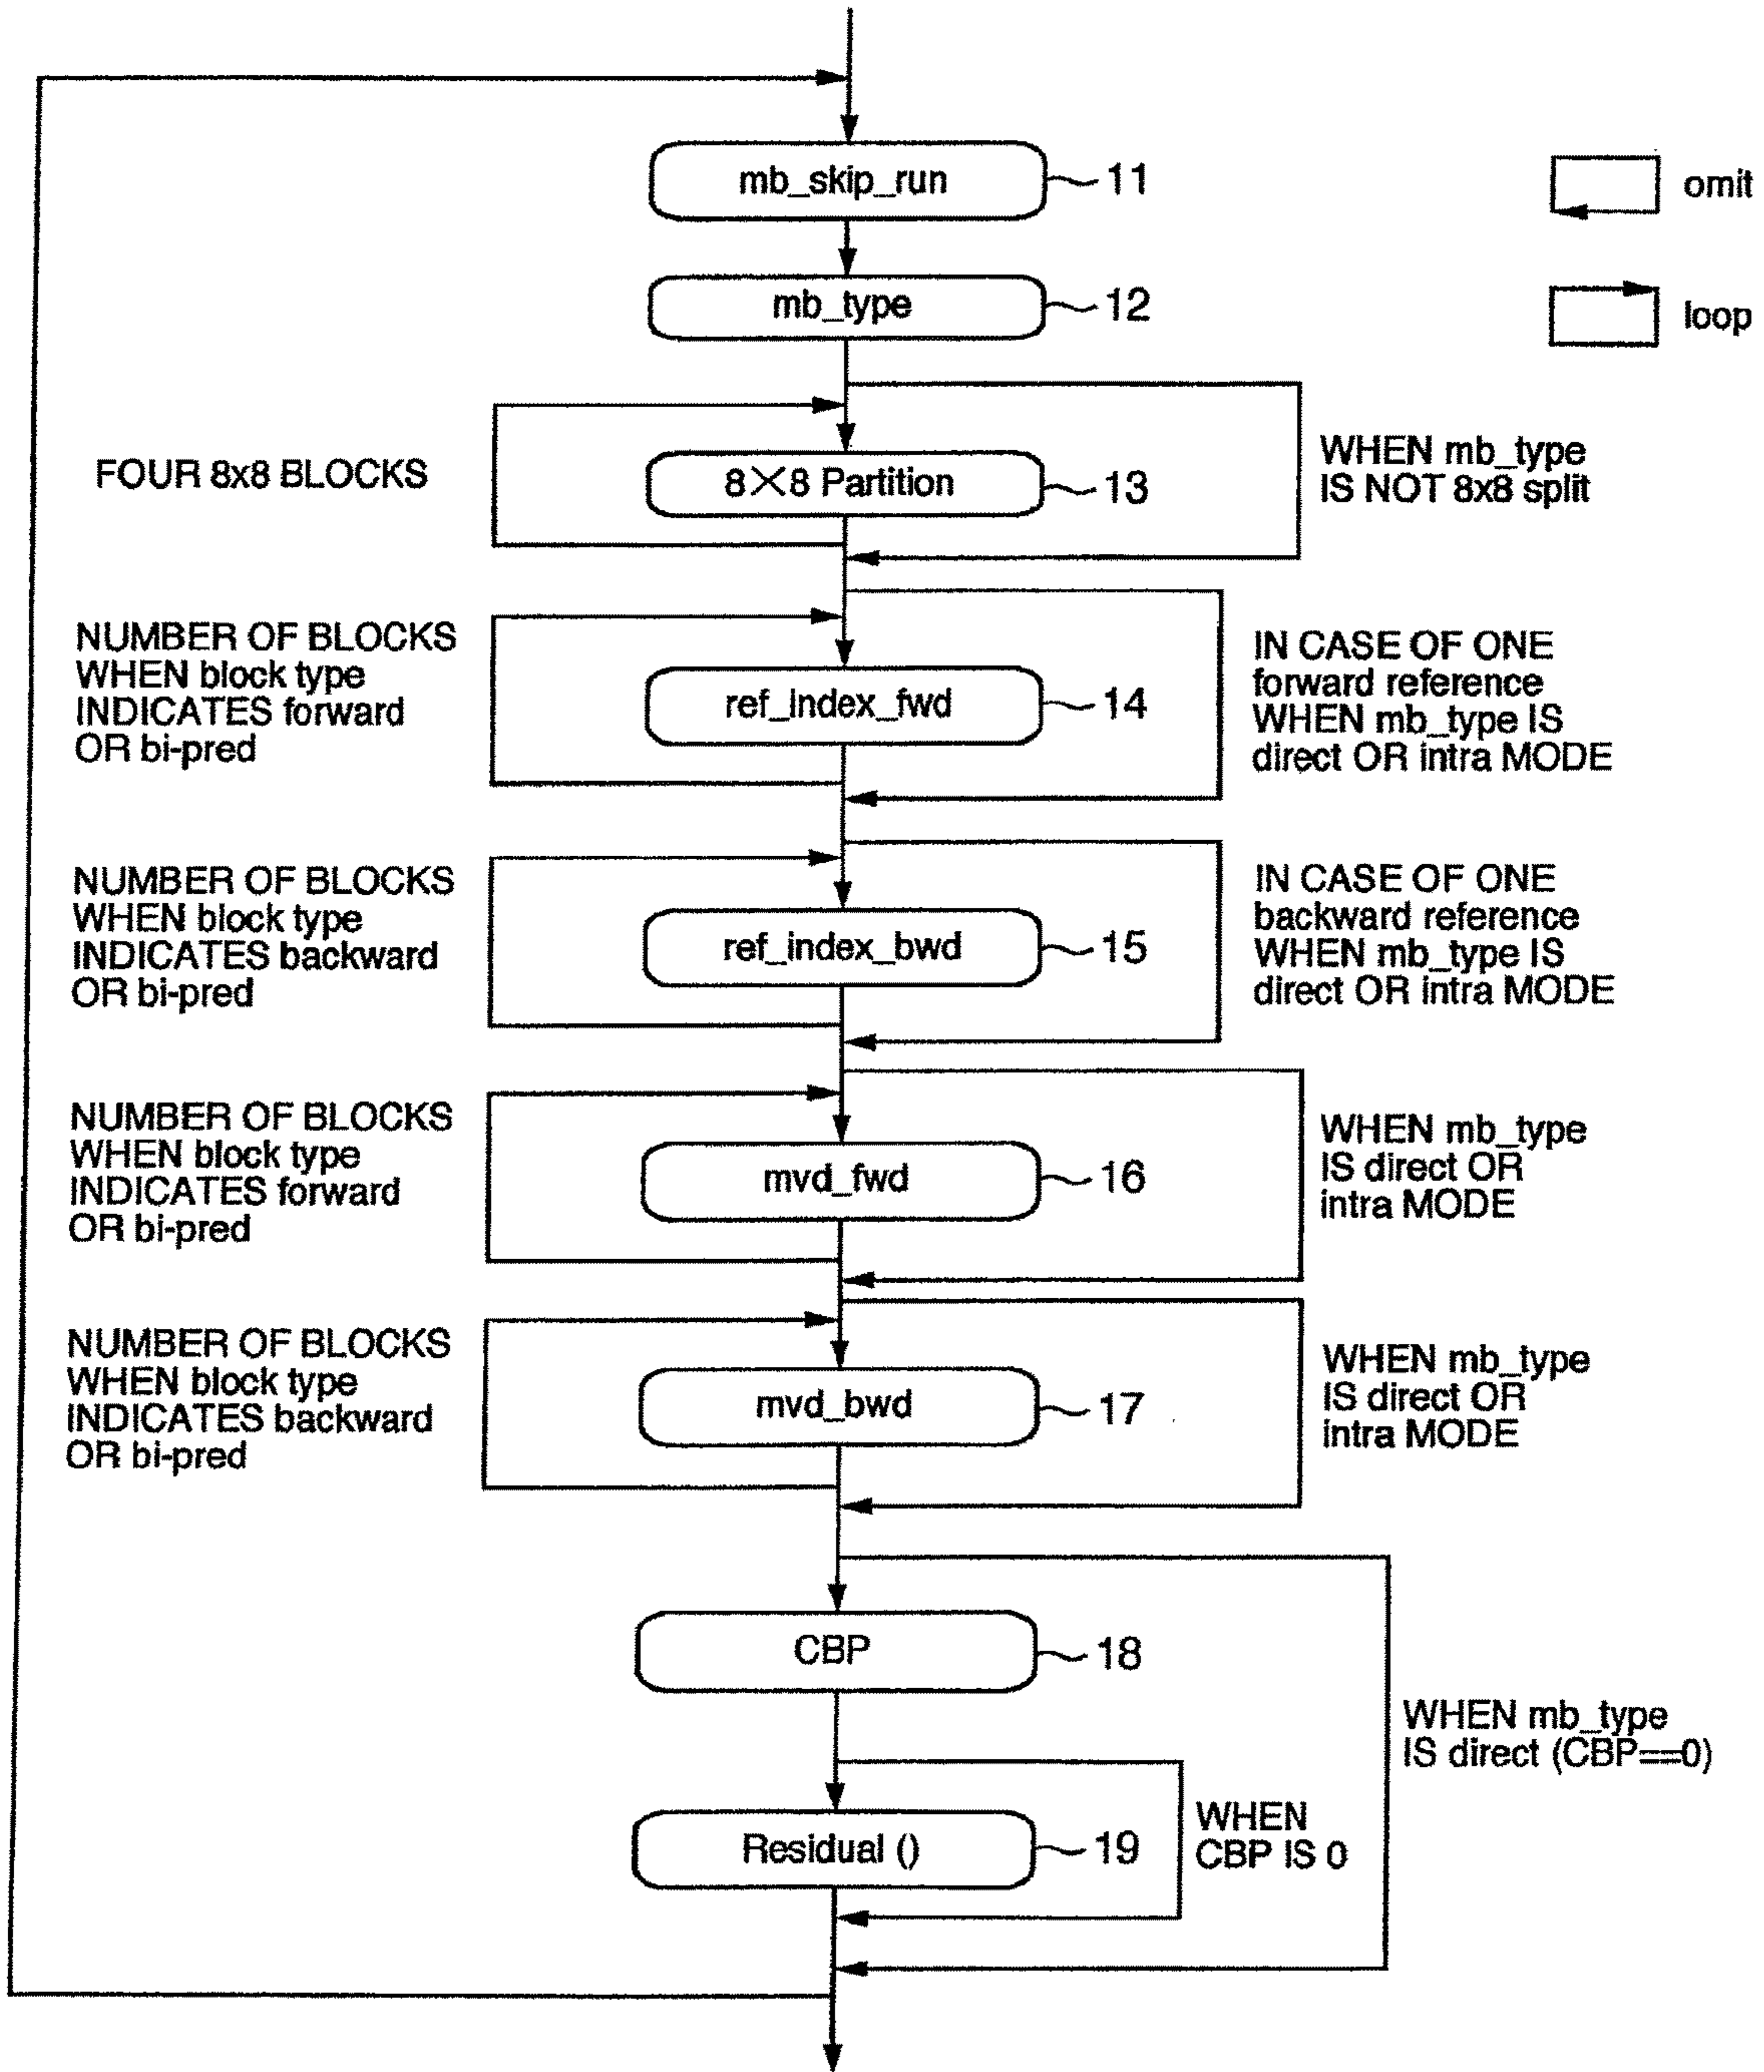 mb_skip_run
11
omit
mb_type
12
loop
FOUR 8x8 BLOCKS
8×8 Partition
13
WHEN mb_type
IS NOT 8x8 split
NUMBER OF BLOCKS
WHEN block type
INDICATES forward
OR bi-pred
ref_index_fwd
14
IN CASE OF ONE
forward reference
WHEN mb_type IS
direct OR intra MODE
NUMBER OF BLOCKS
WHEN block type
INDICATES backward
OR bi-pred
ref_index_bwd
15
IN CASE OF ONE
backward reference
WHEN mb_type IS
direct OR intra MODE
NUMBER OF BLOCKS
WHEN block type
INDICATES forward
OR bi-pred
mvd_fwd
16
WHEN mb_type
IS direct OR
intra MODE
NUMBER OF BLOCKS
WHEN block type
INDICATES backward
OR bi-pred
mvd_bwd
17
WHEN mb_type
IS direct OR
intra MODE
CBP
18
WHEN mb_type
IS direct (CBP==0)
Residual ()
19
WHEN
CBP IS 0